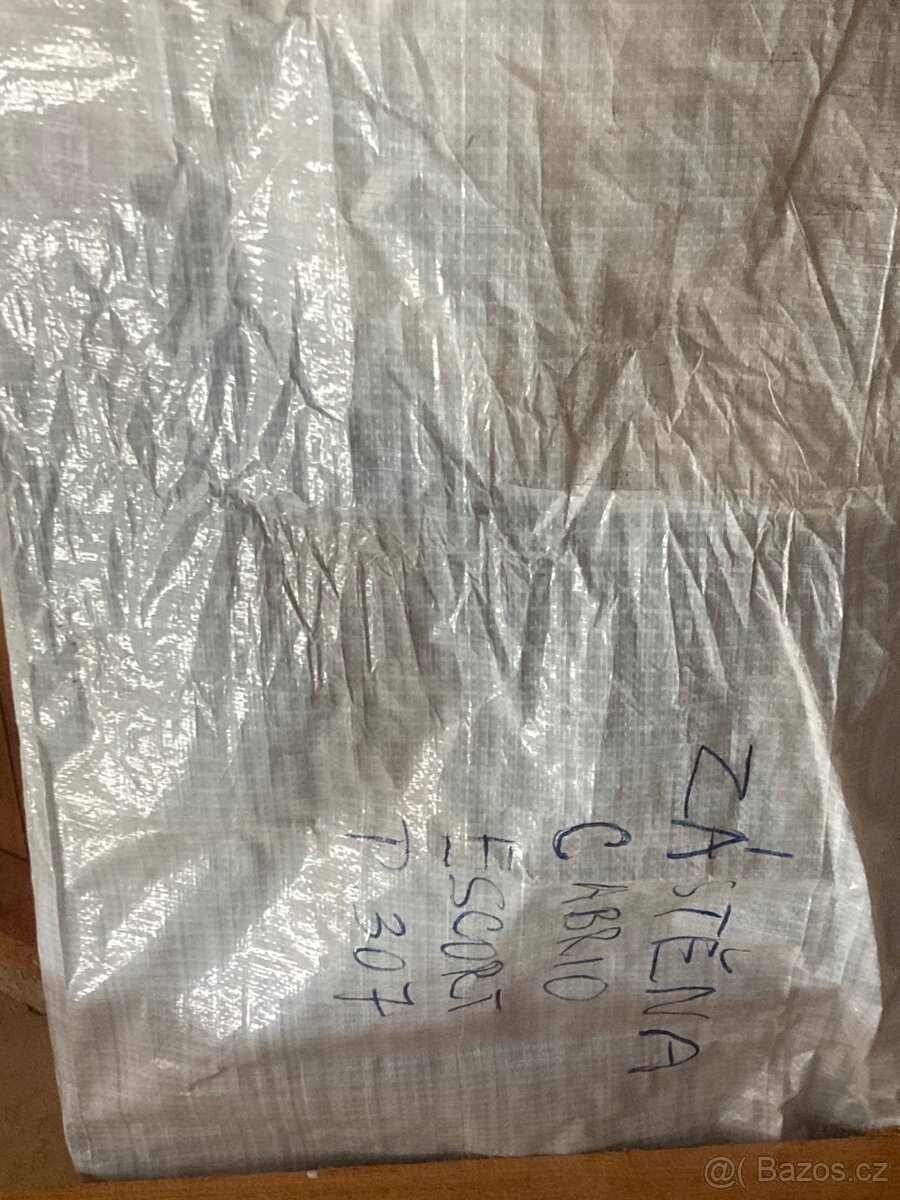 ZÁSTĚNA
CABRIO
ESCORT
P 307
@( Bazos.cz